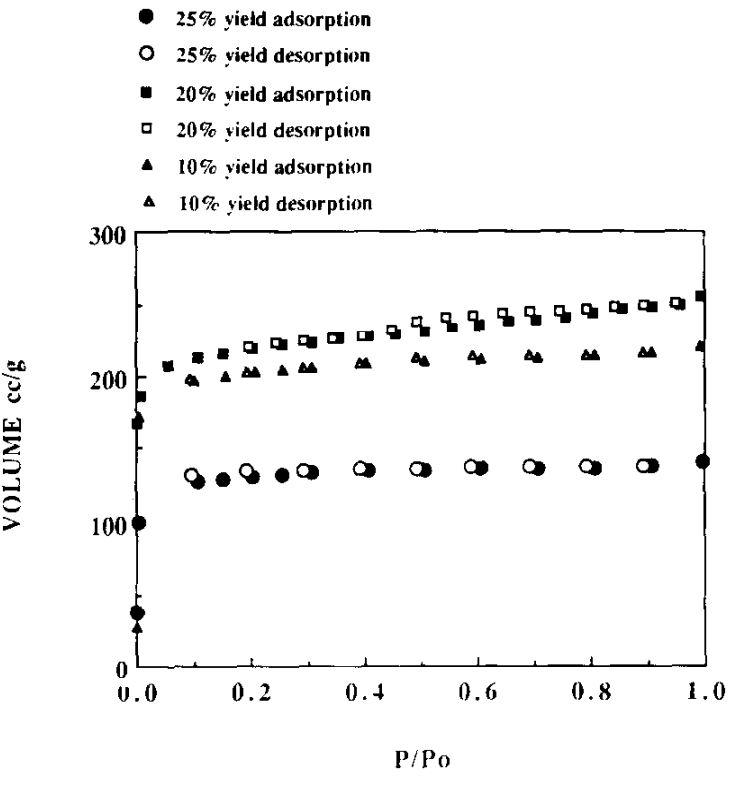 25% yield adsorption
25% yield desorption
20% yield adsorption
20% yield desorption
10% yield adsorption
10% yield desorption
300
200
100
0
VOLUME cc/g
0.0 0.2 0.4 0.6 0.8 1.0
P/Po